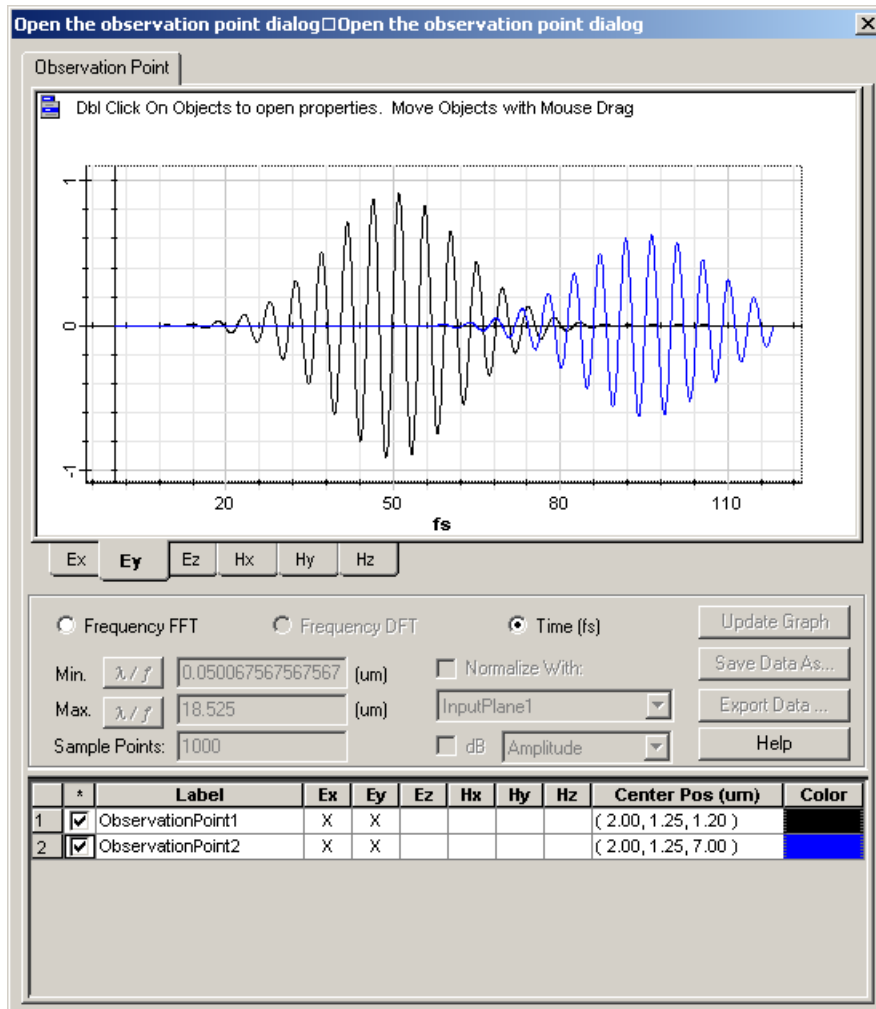 Open the observation point dialog□Open the observation point dialog
Observation Point
Dbl Click On Objects to open properties. Move Objects with Mouse Drag
1
0
-1
20 50 80 110
fs
Ex Ey Ez Hx Hy Hz
Frequency FFT Frequency DFT Time (fs) Update Graph
Min. λ/f 0.050067567567567 (um) Normalize With: Save Data As...
Max. λ/f 18.525 (um) InputPlane1 Export Data ...
Sample Points: 1000 dB Amplitude Help
* Label Ex Ey Ez Hx Hy Hz Center Pos (um) Color
1 ObservationPoint1 X X ( 2.00, 1.25, 1.20 )
2 ObservationPoint2 X X ( 2.00, 1.25, 7.00 )